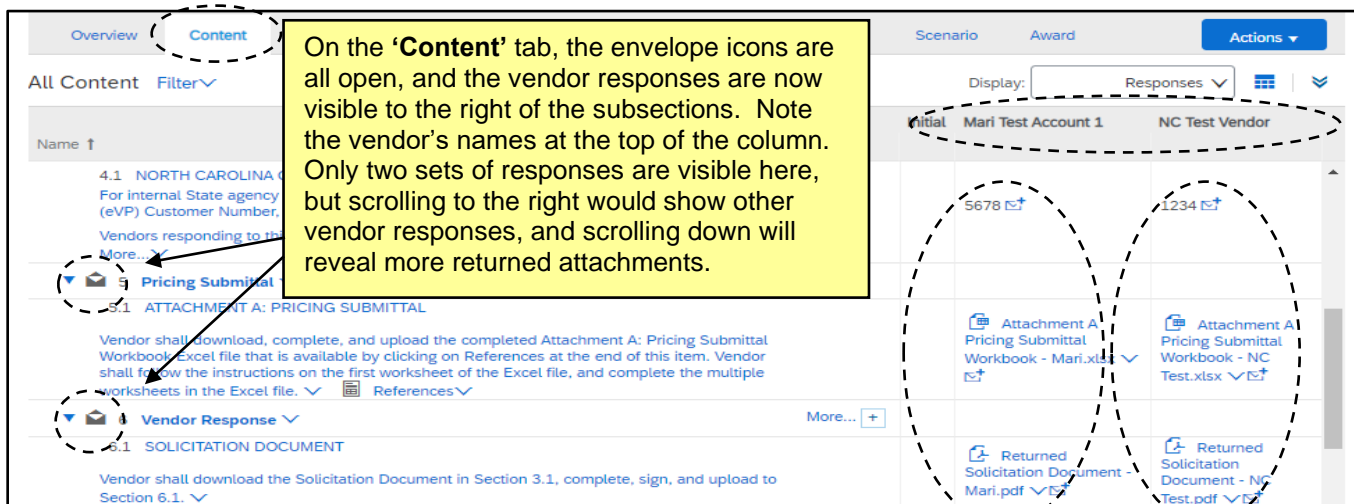 Overview Content Scenario Award Actions
All Content Filter Display: Responses
On the ‘Content’ tab, the envelope icons are
all open, and the vendor responses are now
visible to the right of the subsections. Note
the vendor’s names at the top of the column.
Only two sets of responses are visible here,
but scrolling to the right would show other
vendor responses, and scrolling down will
reveal more returned attachments.
Name ↑ Initial Mari Test Account 1 NC Test Vendor
4.1 NORTH CAROLINA
For internal State agency
(eVP) Customer Number,
Vendors responding to
More...
5678
1234
5 Pricing Submittal
5.1 ATTACHMENT A: PRICING SUBMITTAL
Vendor shall download, complete, and upload the completed Attachment A: Pricing Submittal
Workbook Excel file that is available by clicking on References at the end of this item. Vendor
shall follow the instructions on the first worksheet of the Excel file, and complete the multiple
worksheets in the Excel file. References
Attachment A
Pricing Submittal
Workbook - Mari.xlsx
Attachment A
Pricing Submittal
Workbook - NC
Test.xlsx
6 Vendor Response More... +
6.1 SOLICITATION DOCUMENT
Vendor shall download the Solicitation Document in Section 3.1, complete, sign, and upload to
Section 6.1.
Returned
Solicitation Document -
Mari.pdf
Returned
Solicitation
Document - NC
Test.pdf